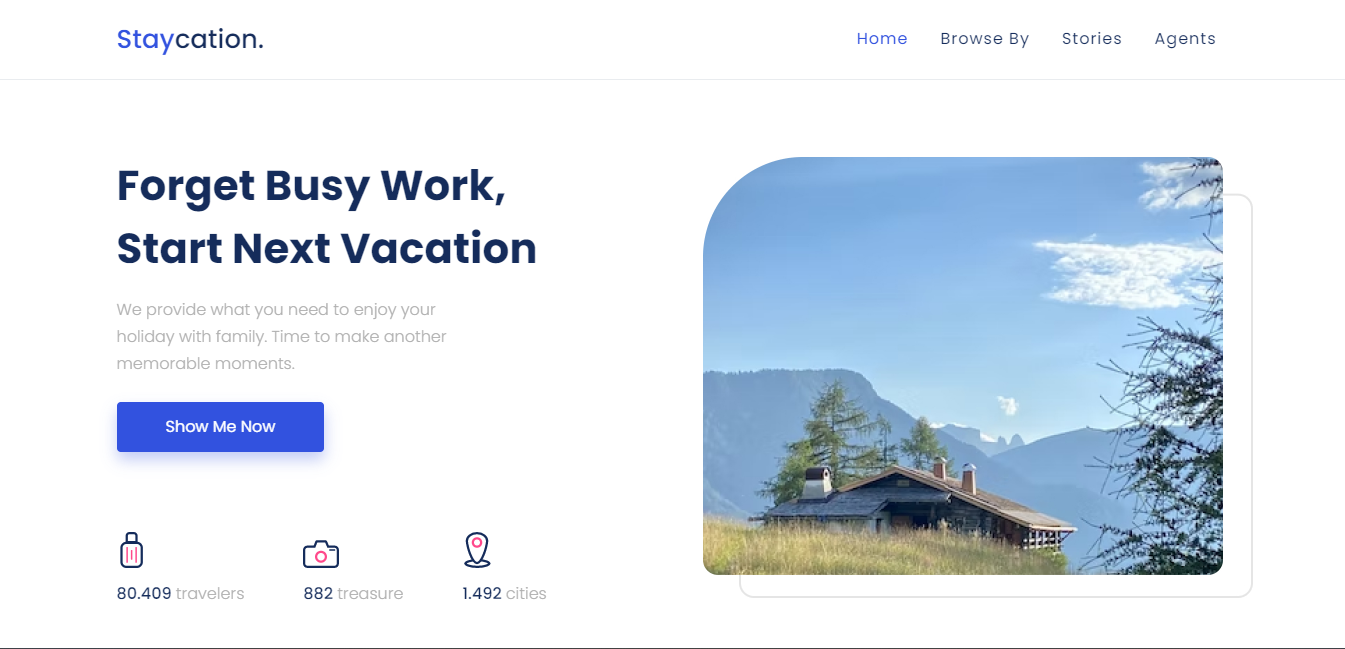 Staycation.
Home Browse By Stories Agents
Forget Busy Work,
Start Next Vacation
We provide what you need to enjoy your
holiday with family. Time to make another
memorable moments.
Show Me Now
80.409 travelers
882 treasure
1.492 cities